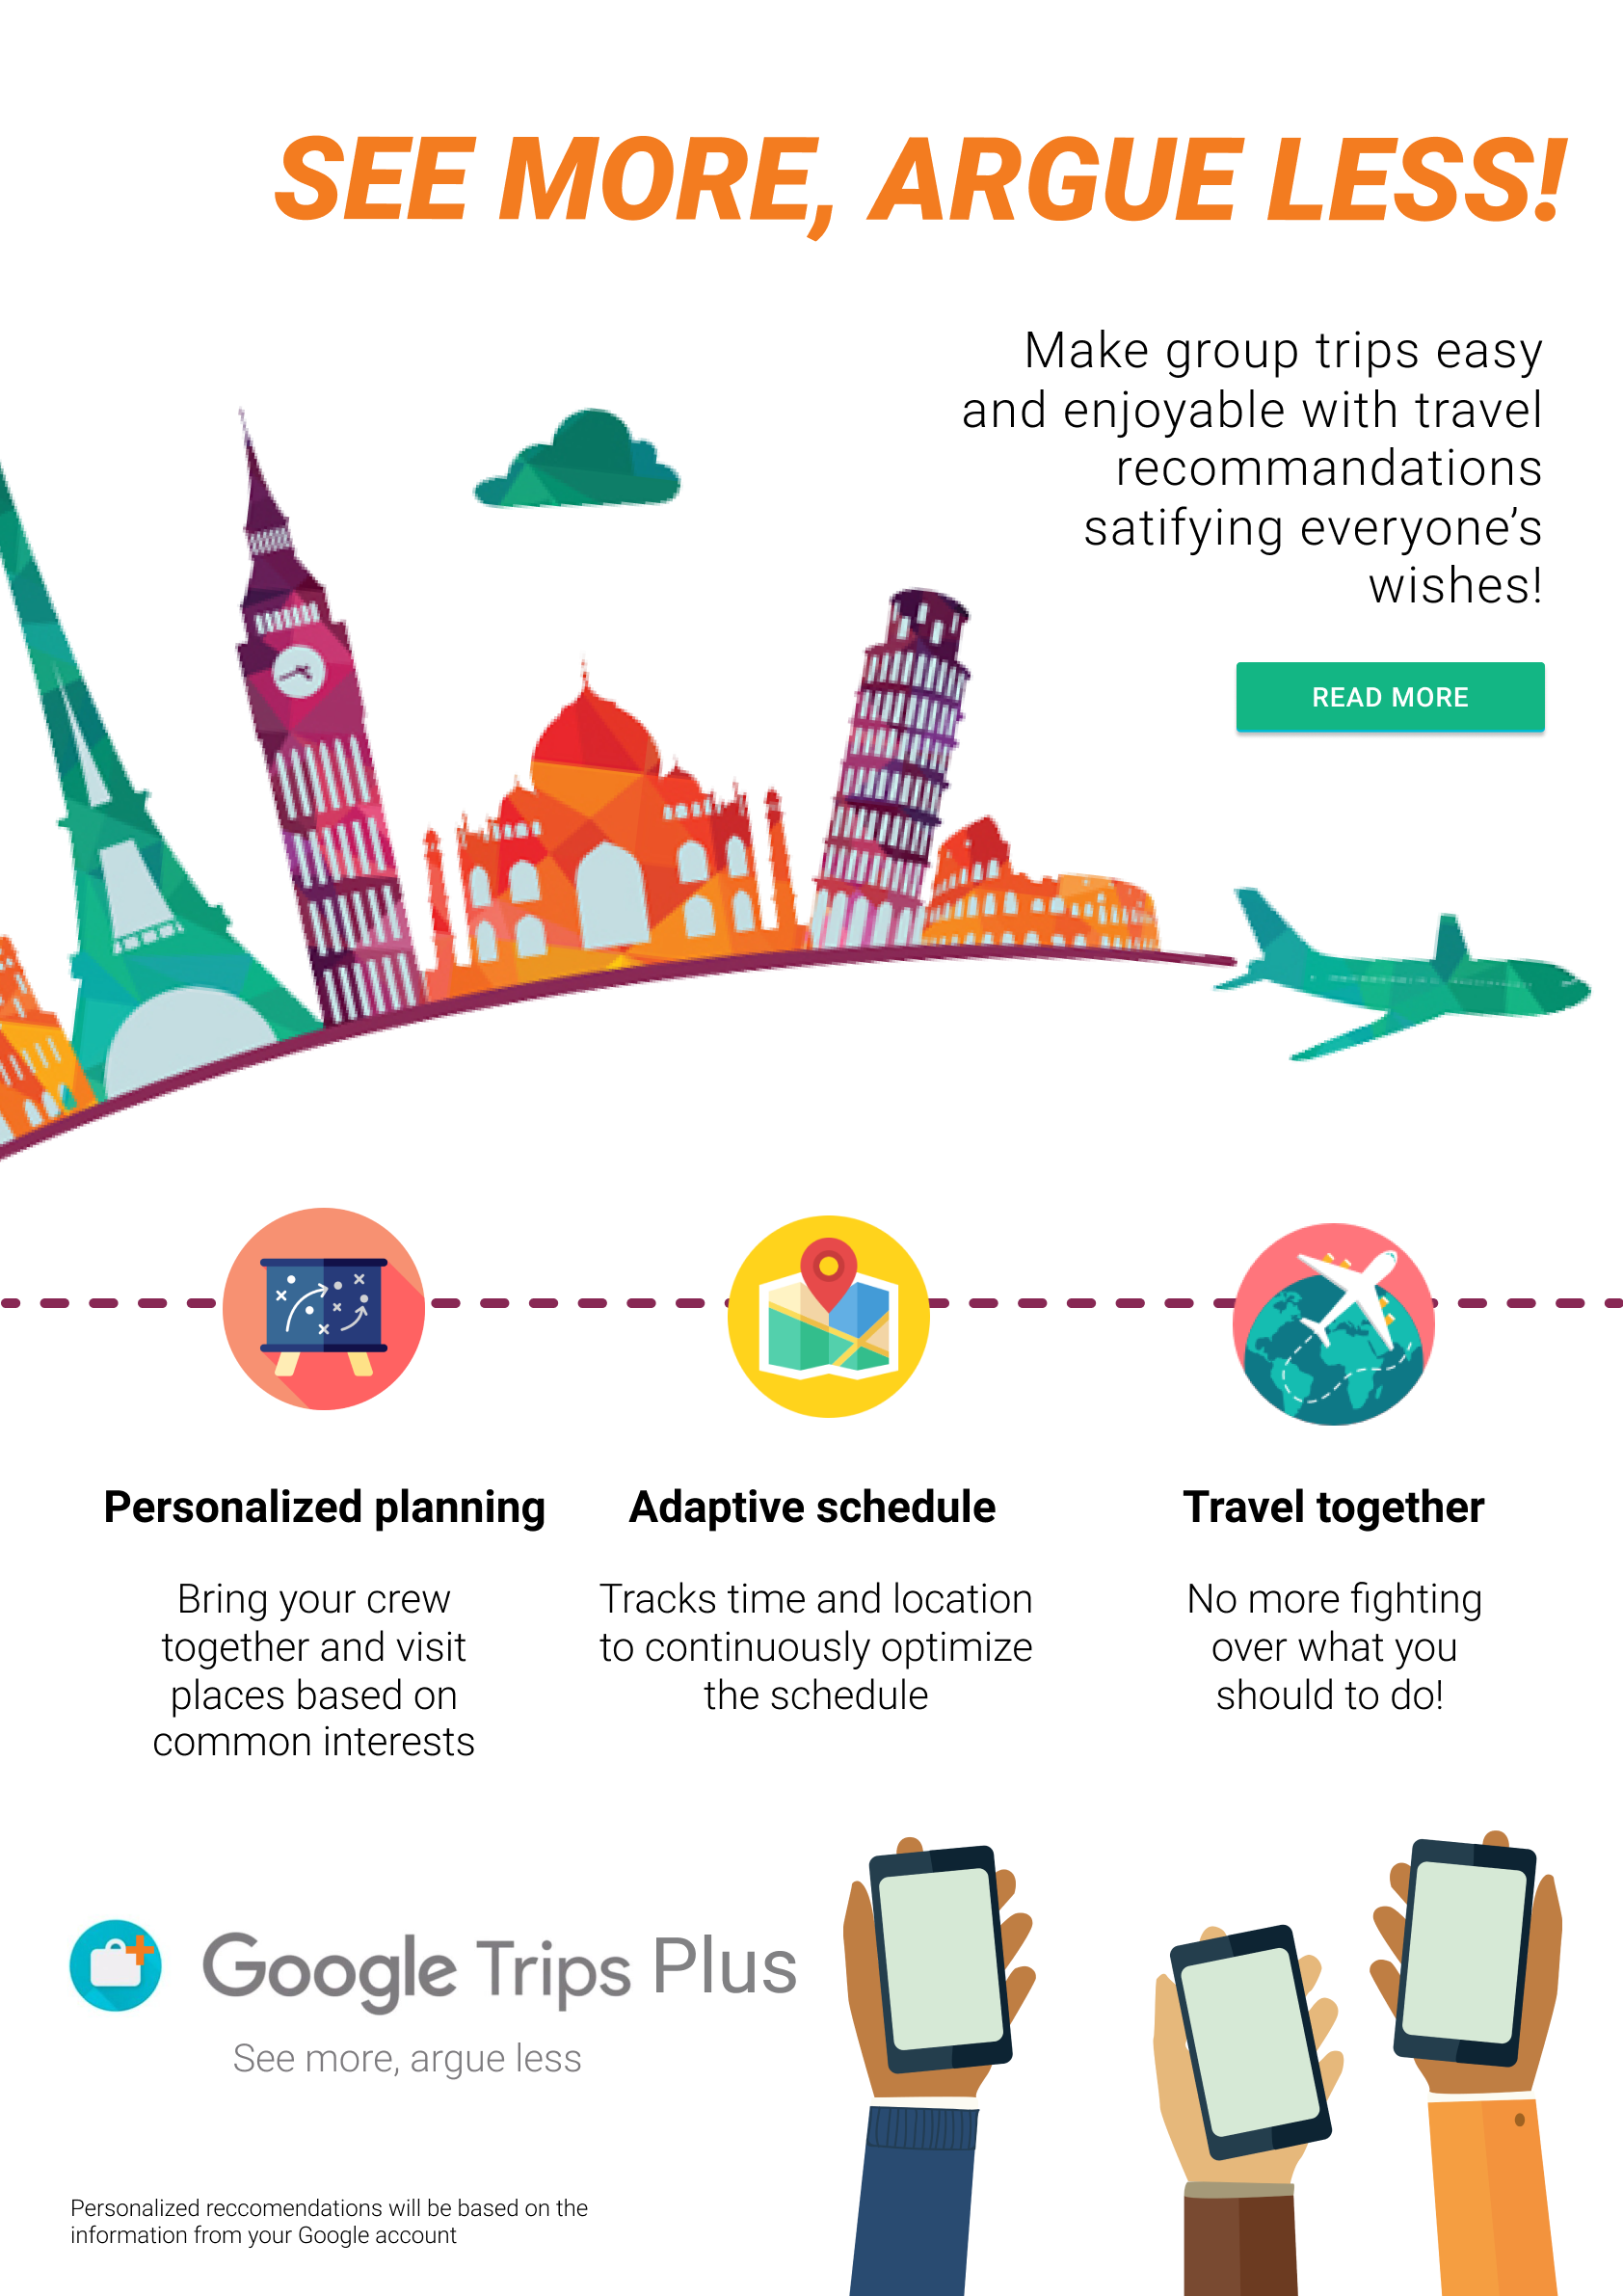 SEE MORE, ARGUE LESS!
Make group trips easy
and enjoyable with travel
recommandations
satifying everyone’s
wishes!
READ MORE
Personalized planning
Bring your crew
together and visit
places based on
common interests
Adaptive schedule
Tracks time and location
to continuously optimize
the schedule
Travel together
No more fighting
over what you
should to do!
Google Trips Plus
See more, argue less
Personalized reccomendations will be based on the
information from your Google account